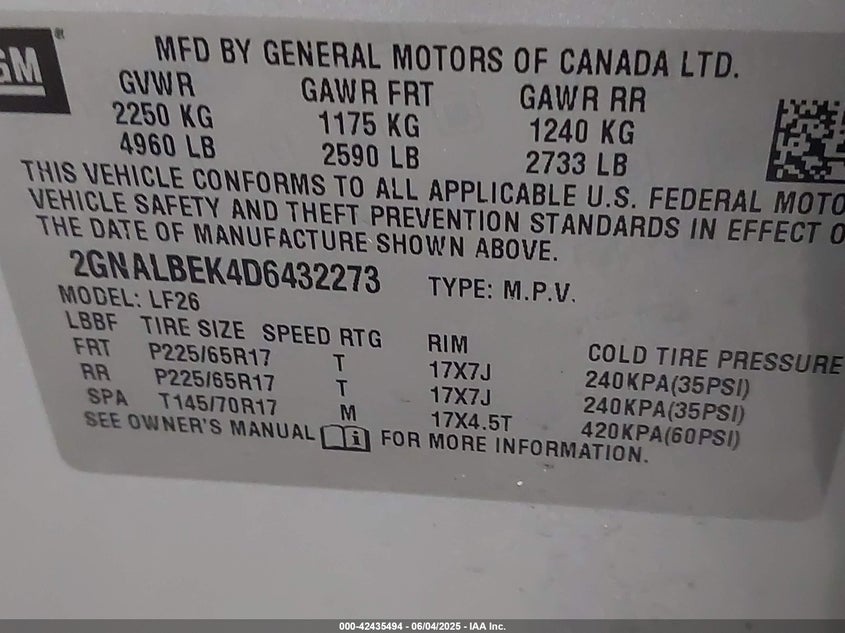 GM
MFD BY GENERAL MOTORS OF CANADA LTD.
GVWR GAWR FRT GAWR RR
2250 KG 1175 KG 1240 KG
4960 LB 2590 LB 2733 LB
THIS VEHICLE CONFORMS TO ALL APPLICABLE U.S. FEDERAL MOTO
VEHICLE SAFETY AND THEFT PREVENTION STANDARDS IN EFFECT O
THE DATE OF MANUFACTURE SHOWN ABOVE.
2GNALBEK4D6432273 TYPE: M.P.V.
MODEL: LF26
LBBF TIRE SIZE SPEED RTG RIM COLD TIRE PRESSURE
FRT P225/65R17 T 17X7J 240KPA(35PSI)
RR P225/65R17 T 17X7J 240KPA(35PSI)
SPA T145/70R17 M 17X4.5T 420KPA(60PSI)
SEE OWNER'S MANUAL FOR MORE INFORMATION.
000-42435494 - 06/04/2025 - IAA Inc.